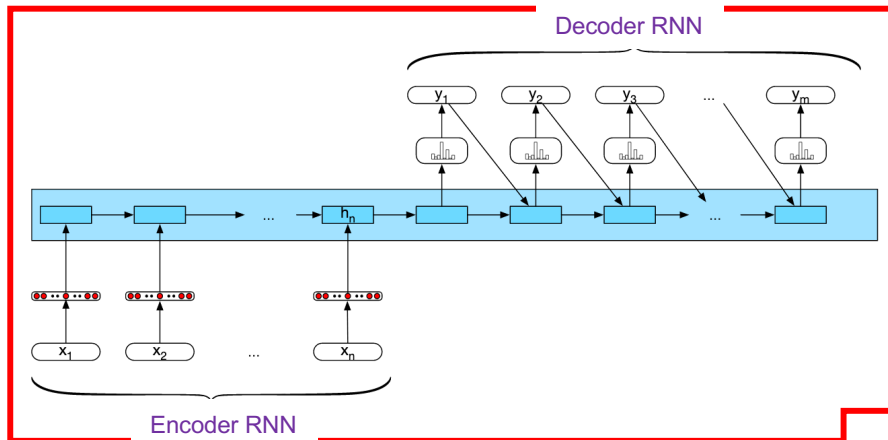 Decoder RNN
y1 y2 y3 ... ym
hn
... ...
x1 x2 ... xn
Encoder RNN